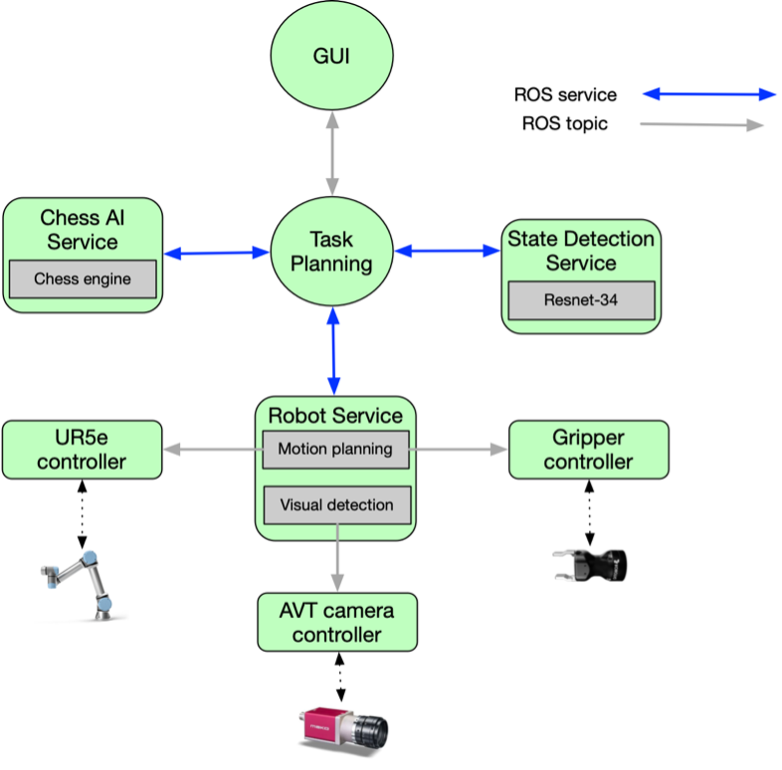 GUI
ROS service
ROS topic
Chess AI
Service
Chess engine
Task
Planning
State Detection
Service
Resnet-34
Robot Service
Motion planning
Visual detection
UR5e
controller
Gripper
controller
AVT camera
controller